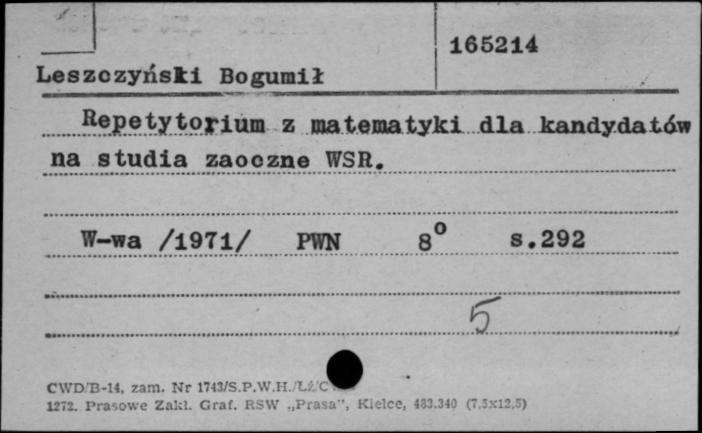 165214
Leszczyński Bogumił
Repetytorium z matematyki dla kandydatów
na studia zaoczne WSR.
W-wa /1971/ PWN 8° s.292
5
CWD/B-14, zam. Nr 1743/S.P.W.H./Łź/C
1272. Prasowe Zakł. Graf. RSW „Prasa”, Kielce, 483.340 (7,5x12,5)